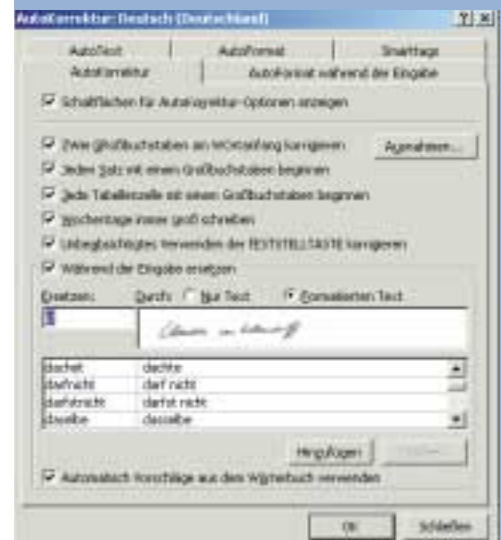 AutoKorrektur: Deutsch (Deutschland)
AutoText AutoFormat Smarttags
AutoKorrektur AutoFormat während der Eingabe
Schaltflächen für AutoKorrektur-Optionen anzeigen
ZWei GRoßbuchstaben am WOrtanfang korrigieren Ausnahmen...
Jeden Satz mit einem Großbuchstaben beginnen
Jede Tabellenzelle mit einem Großbuchstaben beginnen
Wochentage immer groß schreiben
Unbeabsichtigtes Verwenden der FESTSTELLTASTE korrigieren
Während der Eingabe ersetzen
Ersetzen: Durch: Nur Text Formatierten Text
dachet dachte
darfnicht darf nicht
darfstnicht darfst nicht
dasselbe
Hinzufügen
Automatisch Vorschläge aus dem Wörterbuch verwenden
OK Schließen